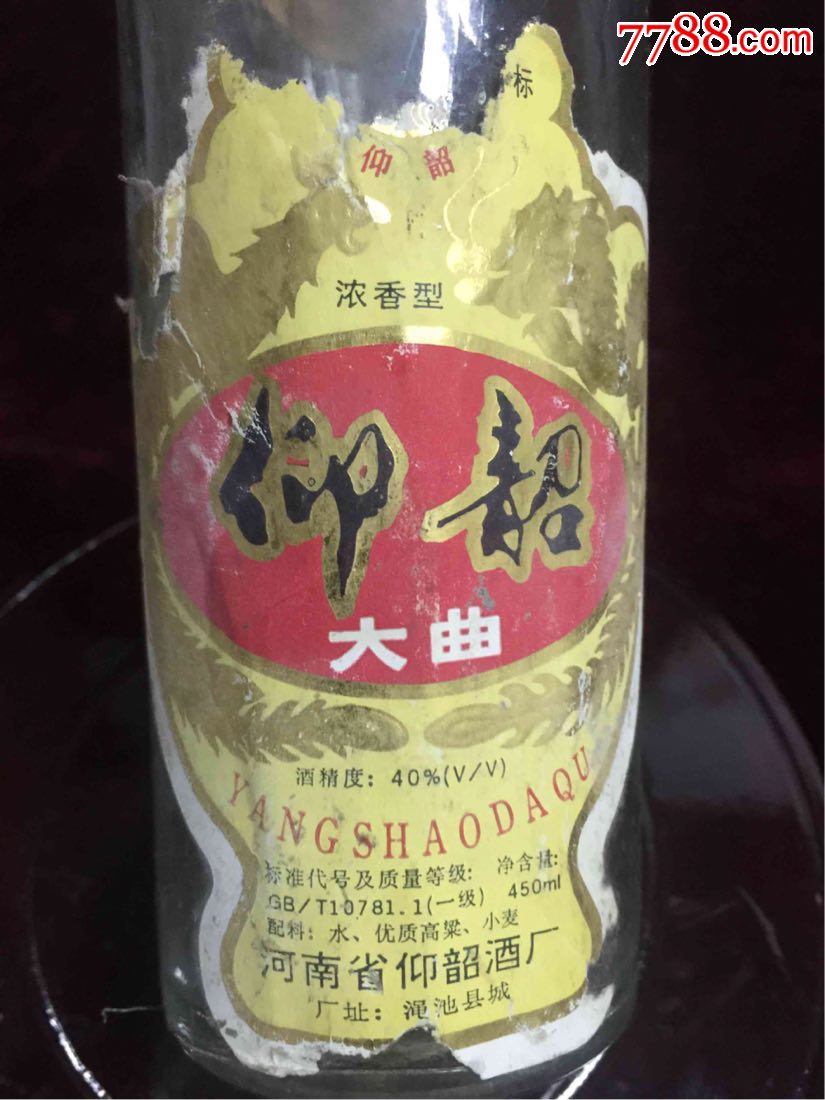 7788.com
标
仰韶
浓香型
仰韶
大曲
酒精度：40%(V/V)
YANGSHAODAQU
标准代号及质量等级： 净含量：
GB/T10781.1(一级) 450ml
配料：水、优质高粱、小麦
河南省仰韶酒厂
厂址：渑池县城